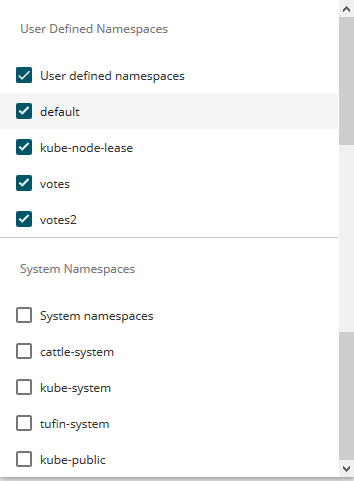 User Defined Namespaces
User defined namespaces
default
kube-node-lease
votes
votes2
System Namespaces
System namespaces
cattle-system
kube-system
tufin-system
kube-public